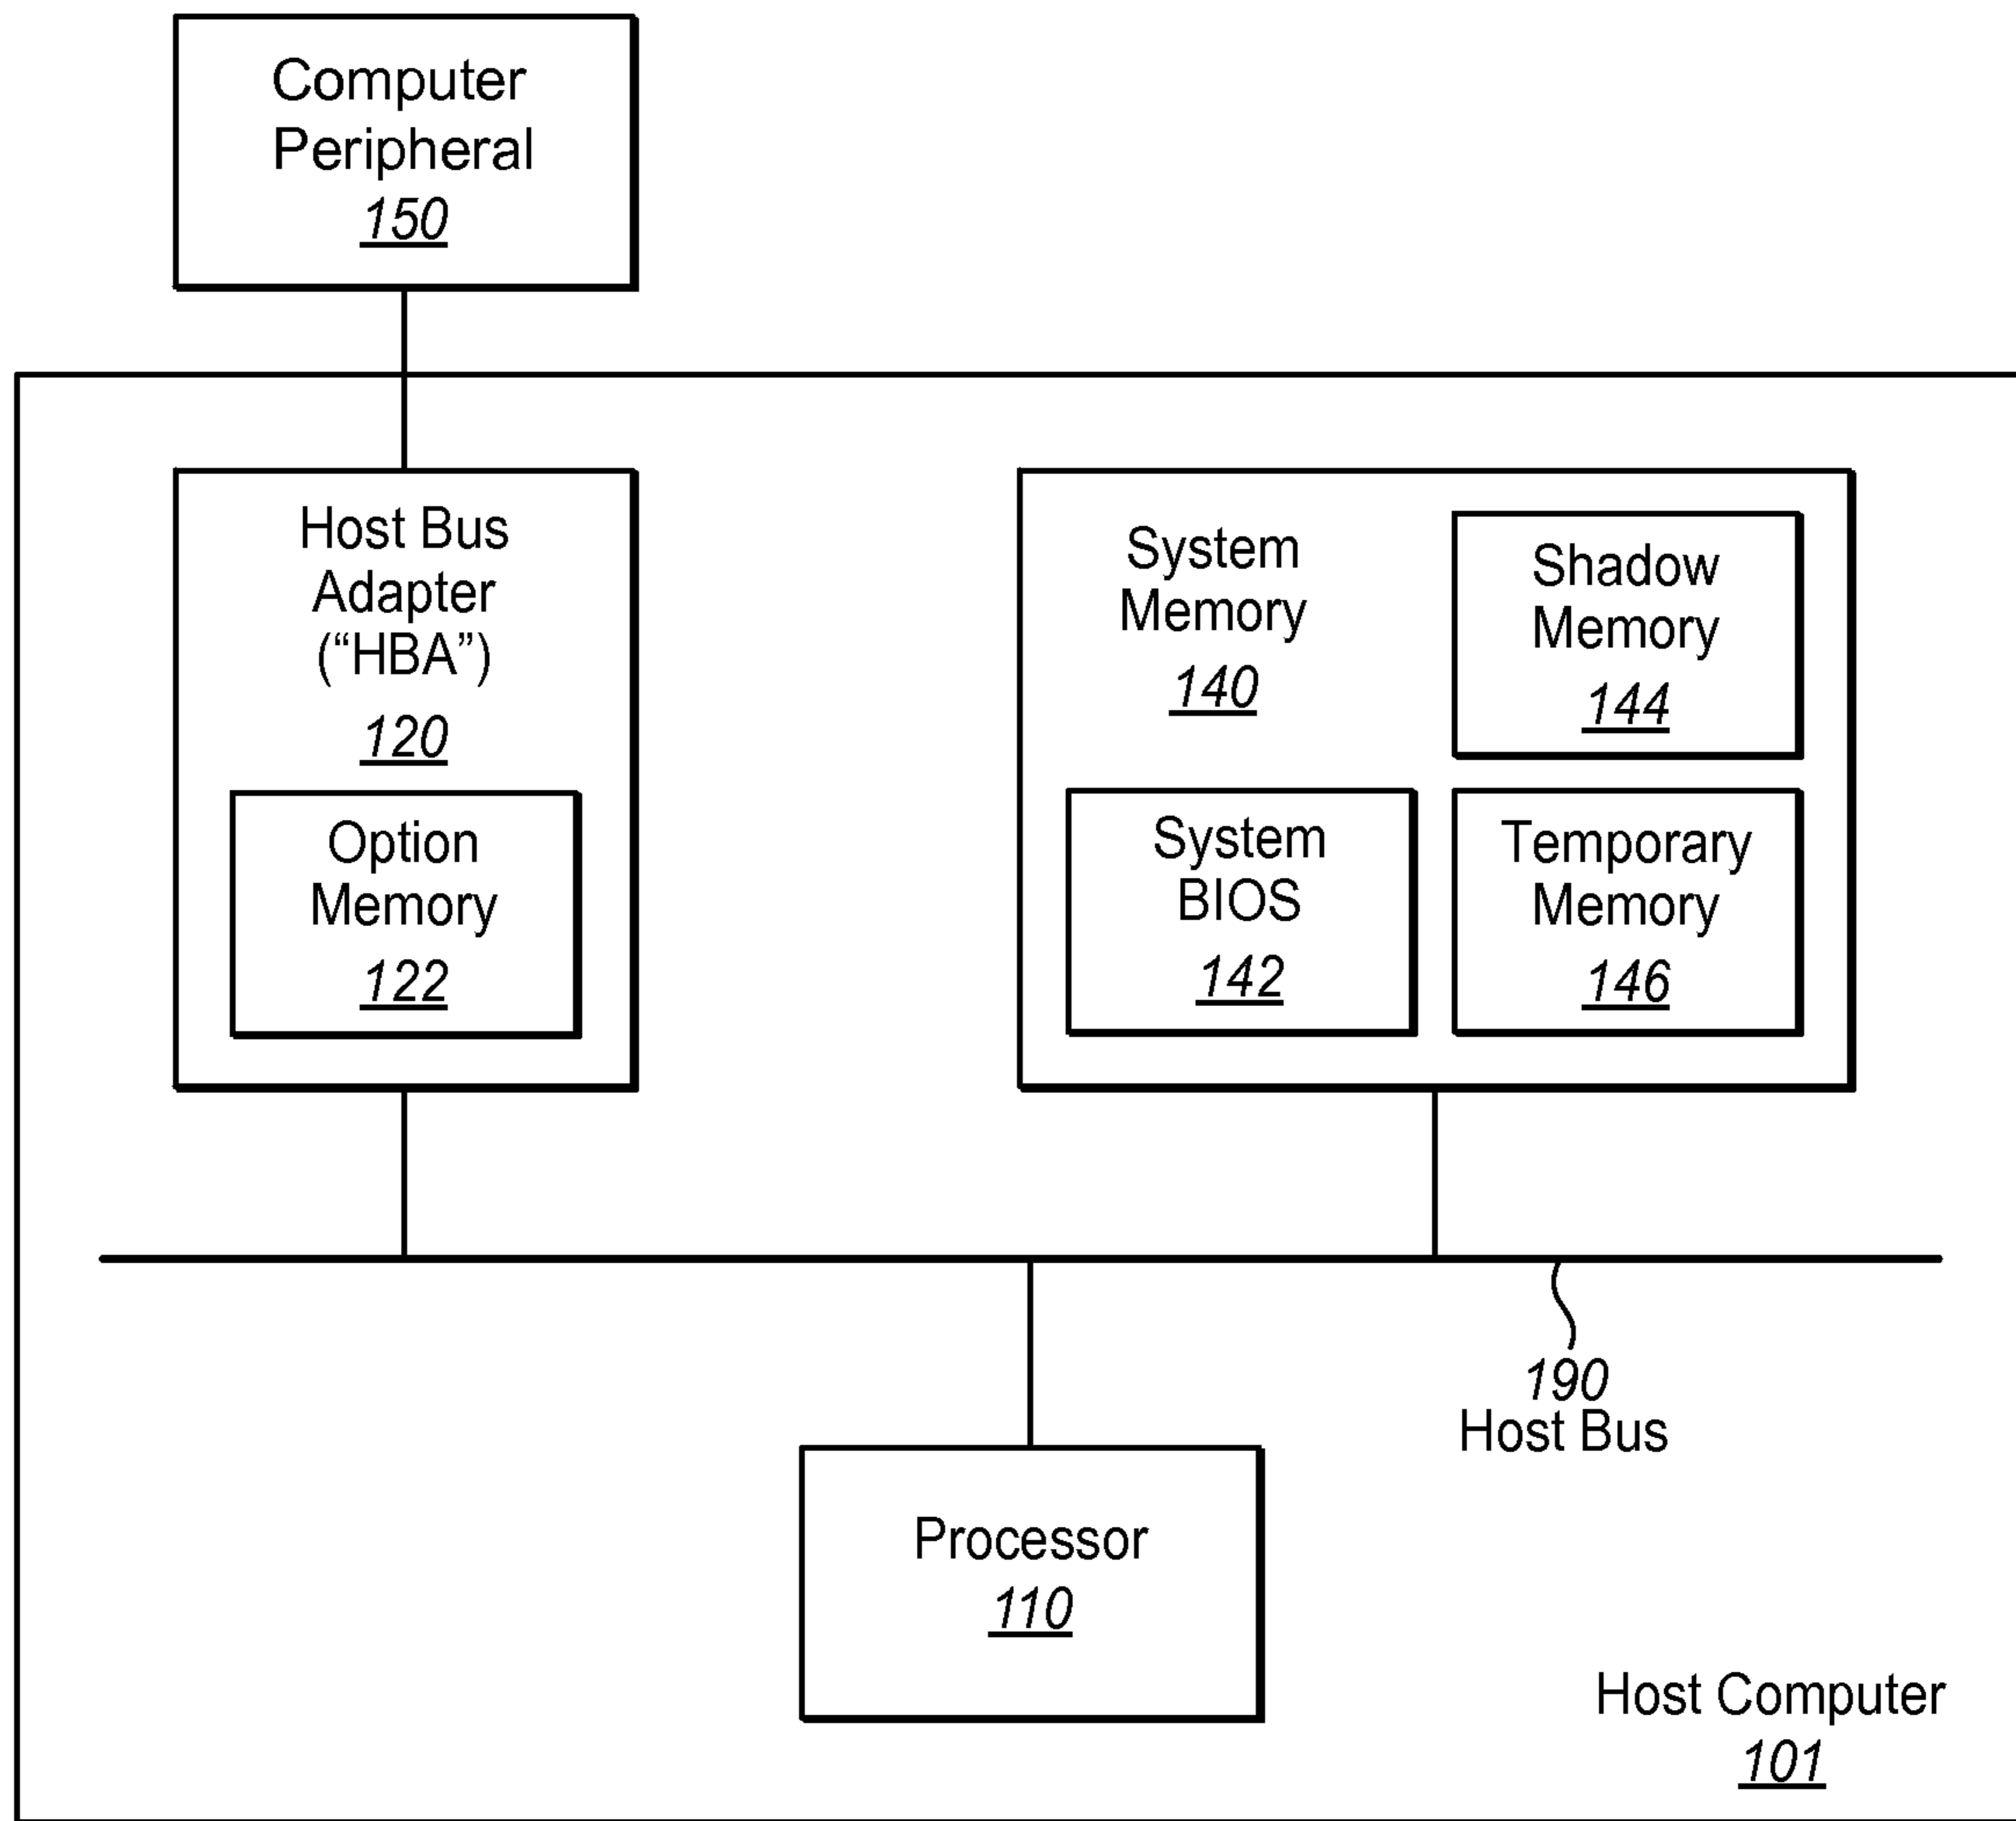 Computer
Peripheral
150
Host Bus
Adapter
(“HBA”)
120
Option
Memory
122
System
Memory
140
Shadow
Memory
144
System
BIOS
142
Temporary
Memory
146
190
Host Bus
Processor
110
Host Computer
101